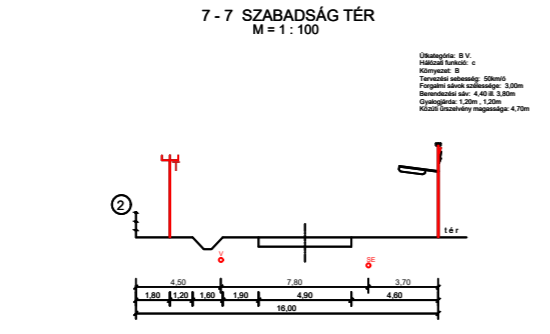 7 - 7 SZABADSÁG TÉR
M = 1 : 100
Útkategória: B V.
Hálózati funkció: c
Környezet: B
Tervezési sebesség: 50km/ó
Forgalmi sávok szélessége: 3,00m
Berendezési sáv: 4,40 ill. 3,80m
Gyalogjárda: 1,20m , 1,20m
Közúti űrszelvény magassága: 4,70m
2
tér
V
SE
4,50 7,80 3,70
1,80 1,20 1,60 1,90 4,90 4,60
16,00